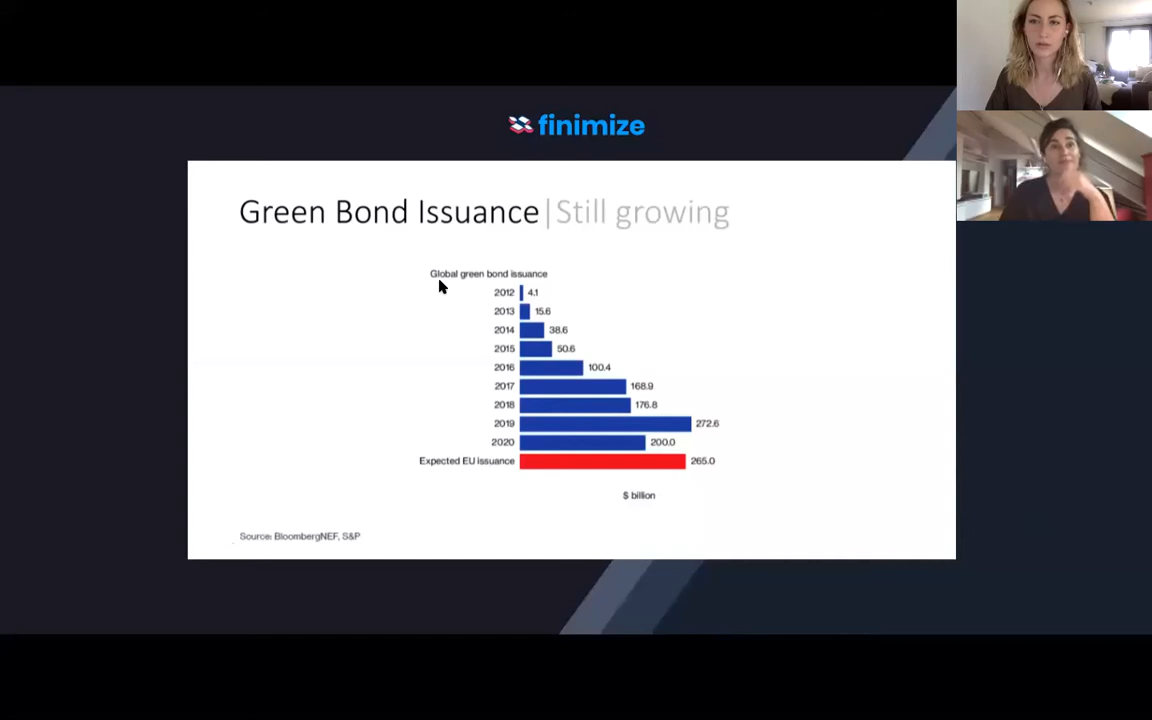 finimize
Green Bond Issuance|Still growing
Global green bond issuance
2012 4.1
2013 15.6
2014 38.6
2015 50.6
2016 100.4
2017 168.9
2018 176.8
2019 272.6
2020 200.0
Expected EU issuance 265.0
$ billion
Source: BloombergNEF, S&P